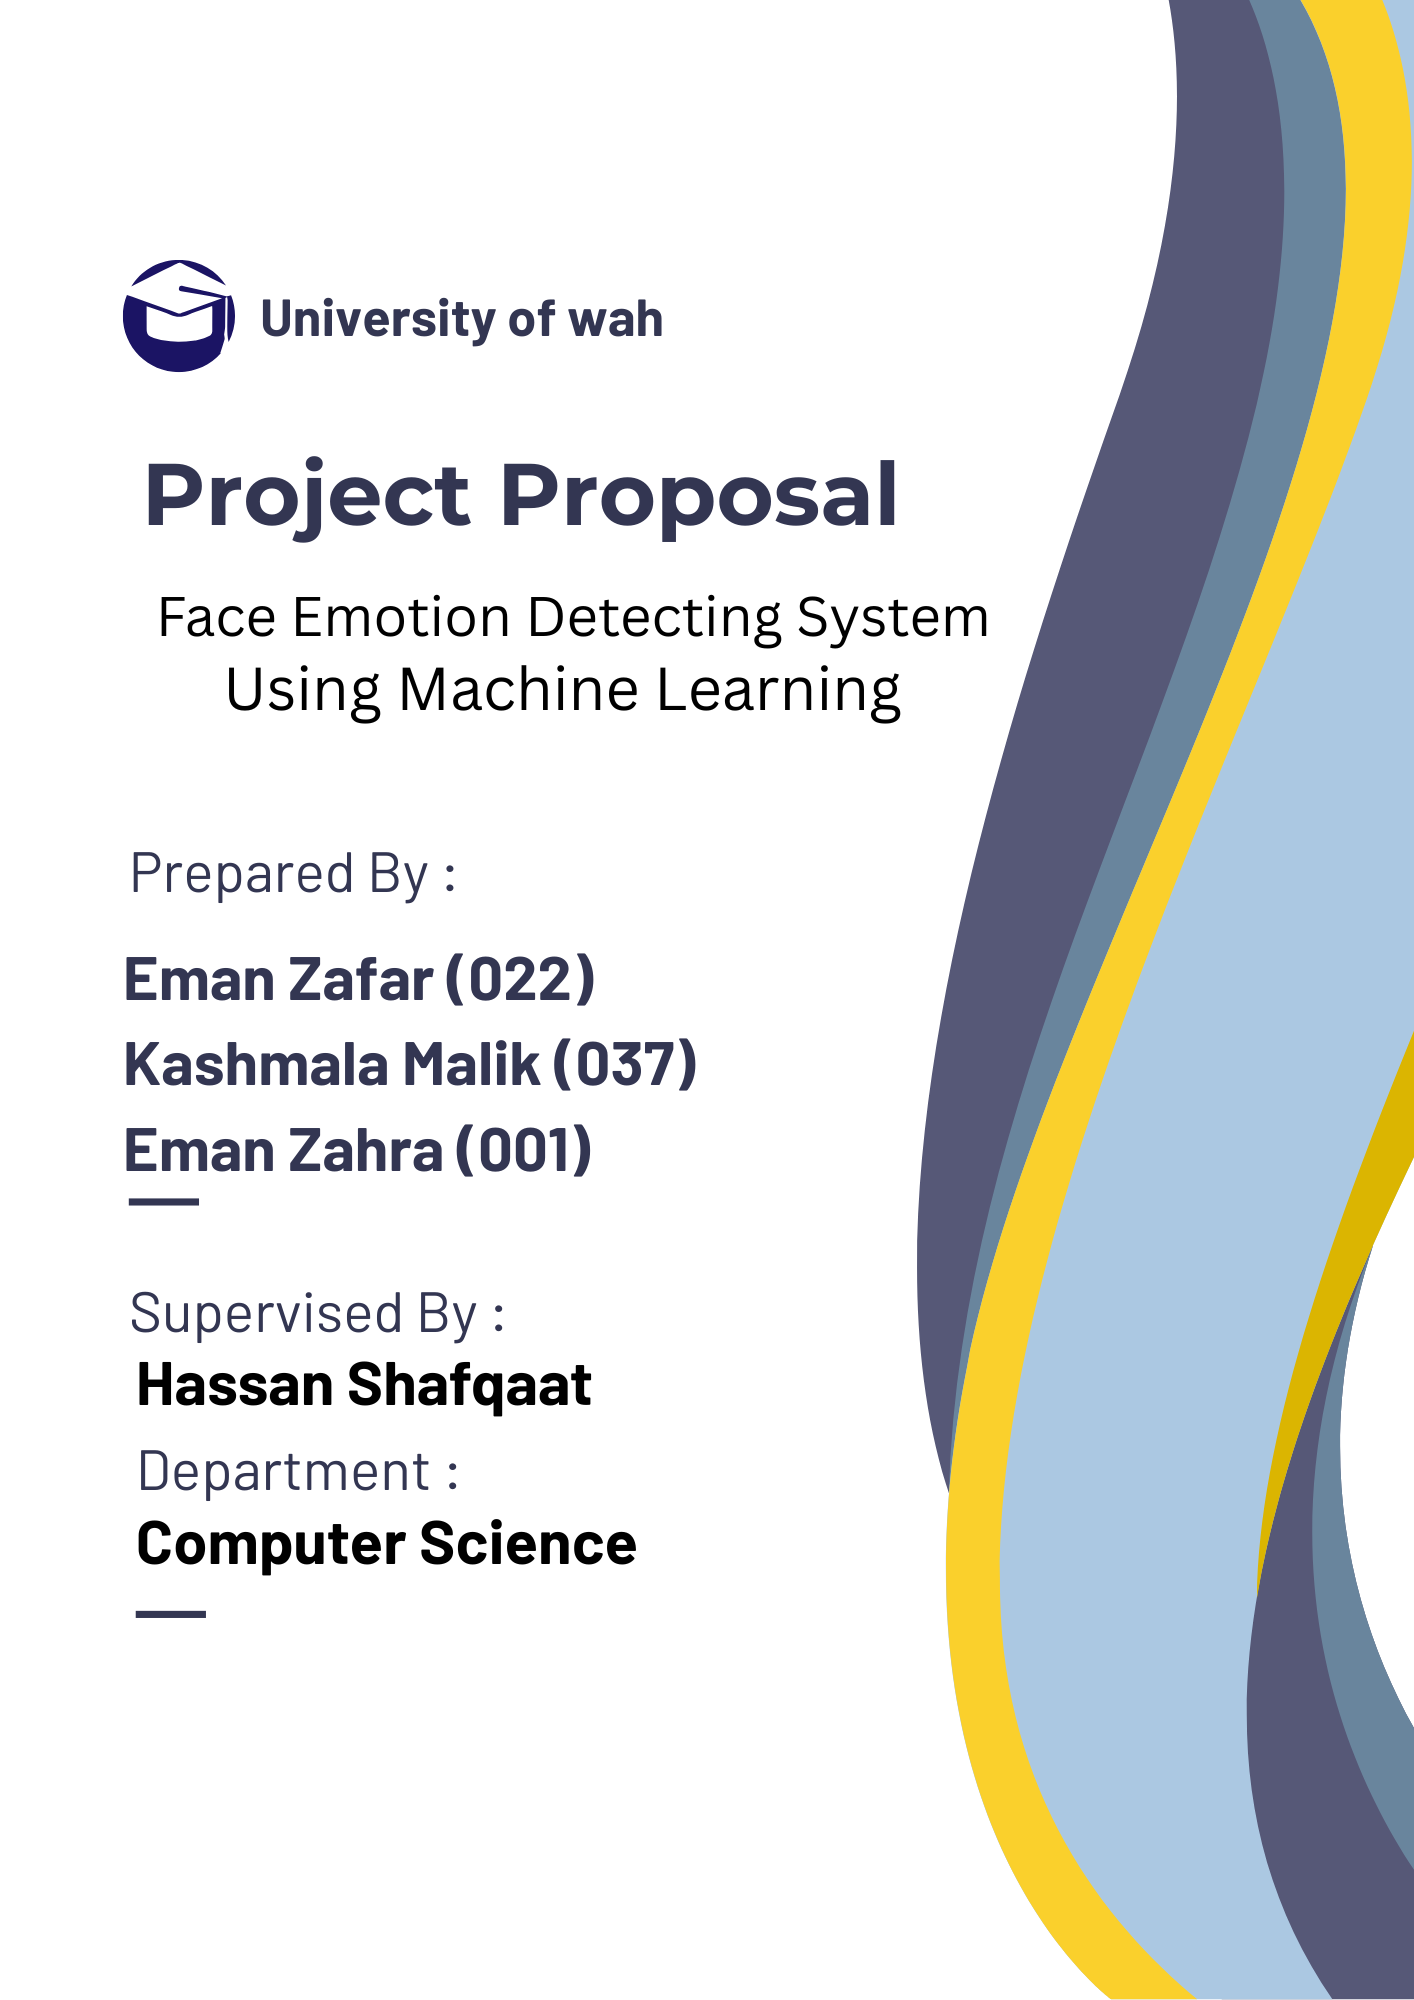 University of wah
Project Proposal
Face Emotion Detecting System
Using Machine Learning
Prepared By :
Eman Zafar (022)
Kashmala Malik (037)
Eman Zahra (001)
Supervised By :
Hassan Shafqaat
Department :
Computer Science